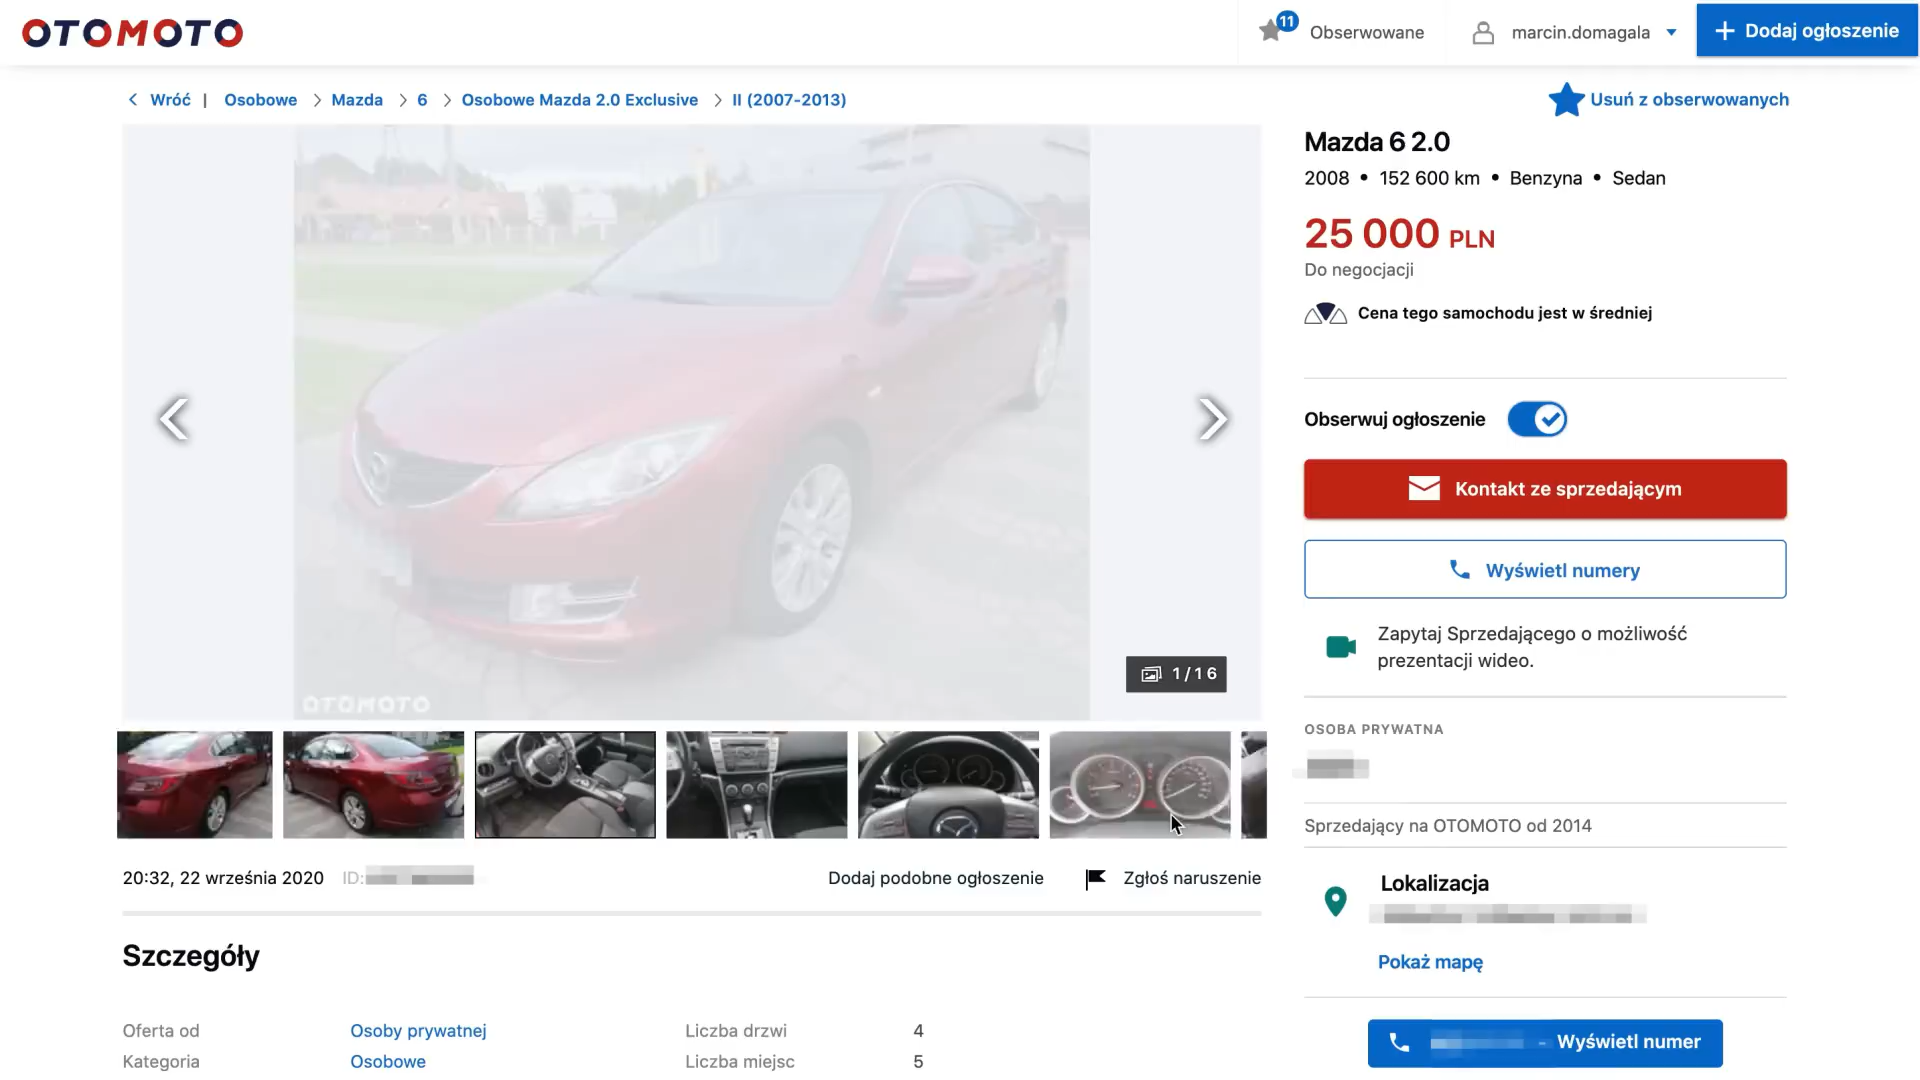 OTOMOTO
11
Obserwowane
marcin.domagala
+ Dodaj ogłoszenie
Wróć | Osobowe > Mazda > 6 > Osobowe Mazda 2.0 Exclusive > II (2007-2013)
Usuń z obserwowanych
Mazda 6 2.0
2008 • 152 600 km • Benzyna • Sedan
25 000 PLN
Do negocjacji
Cena tego samochodu jest w średniej
Obserwuj ogłoszenie
Kontakt ze sprzedającym
Wyświetl numery
Zapytaj Sprzedającego o możliwość
prezentacji wideo.
OTOMOTO
1/16
OSOBA PRYWATNA
Sprzedający na OTOMOTO od 2014
20:32, 22 września 2020 ID:
Dodaj podobne ogłoszenie
Zgłoś naruszenie
Lokalizacja
Pokaż mapę
Szczegóły
Oferta od Osoby prywatnej Liczba drzwi 4
Kategoria Osobowe Liczba miejsc 5
- Wyświetl numer